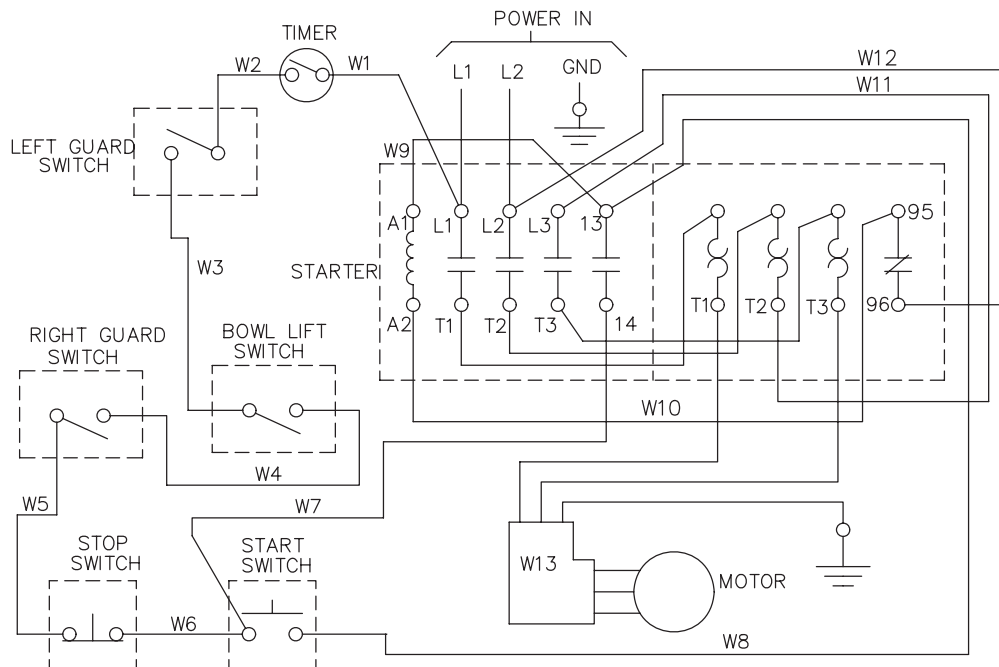 POWER IN
TIMER
W2
W1
L1
L2
GND
W12
W11
LEFT GUARD
SWITCH
W9
A1
L1
L2
L3
13
95
W3
STARTER
A2
T1
T2
T3
14
T1
T2
T3
96
RIGHT GUARD
SWITCH
BOWL LIFT
SWITCH
W10
W4
W5
W7
STOP
SWITCH
START
SWITCH
W13
MOTOR
W6
W8